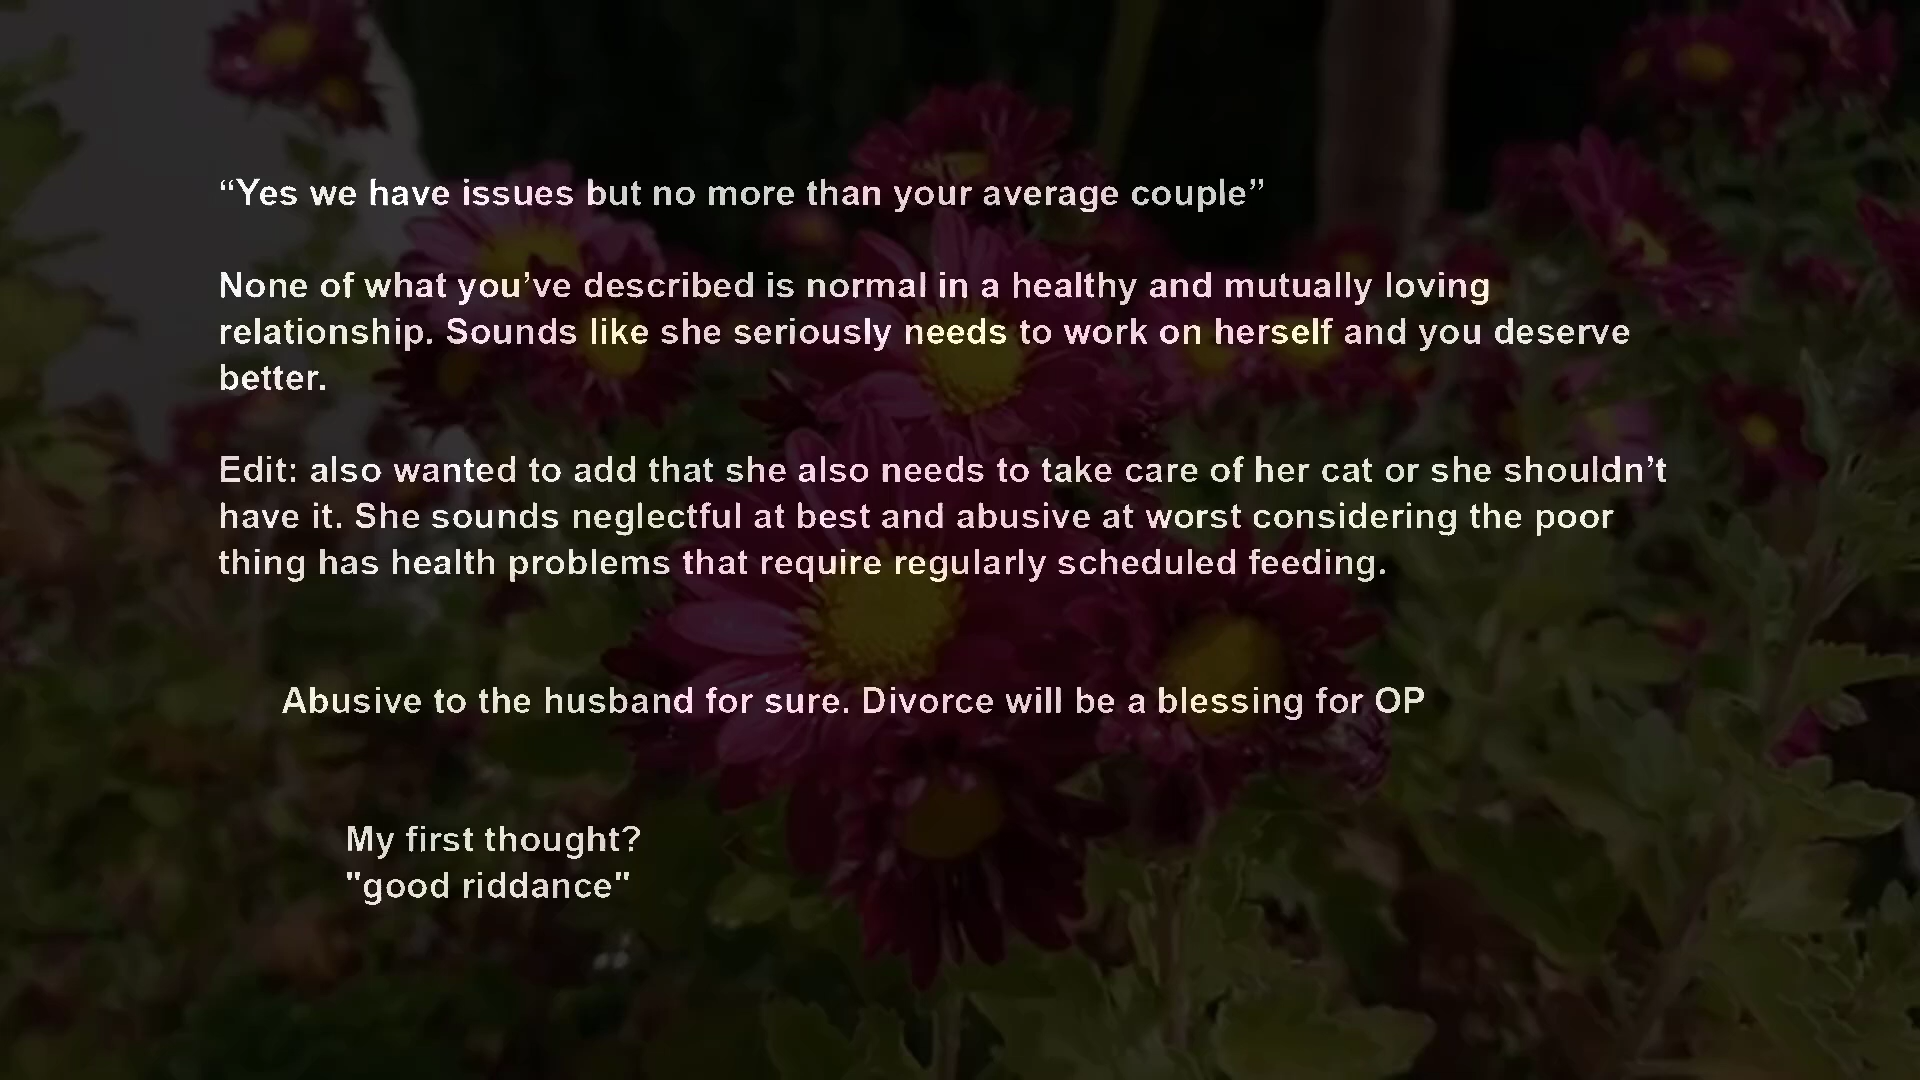 “Yes we have issues but no more than your average couple”
None of what you’ve described is normal in a healthy and mutually loving
relationship. Sounds like she seriously needs to work on herself and you deserve
better.
Edit: also wanted to add that she also needs to take care of her cat or she shouldn’t
have it. She sounds neglectful at best and abusive at worst considering the poor
thing has health problems that require regularly scheduled feeding.
Abusive to the husband for sure. Divorce will be a blessing for OP
My first thought?
"good riddance"